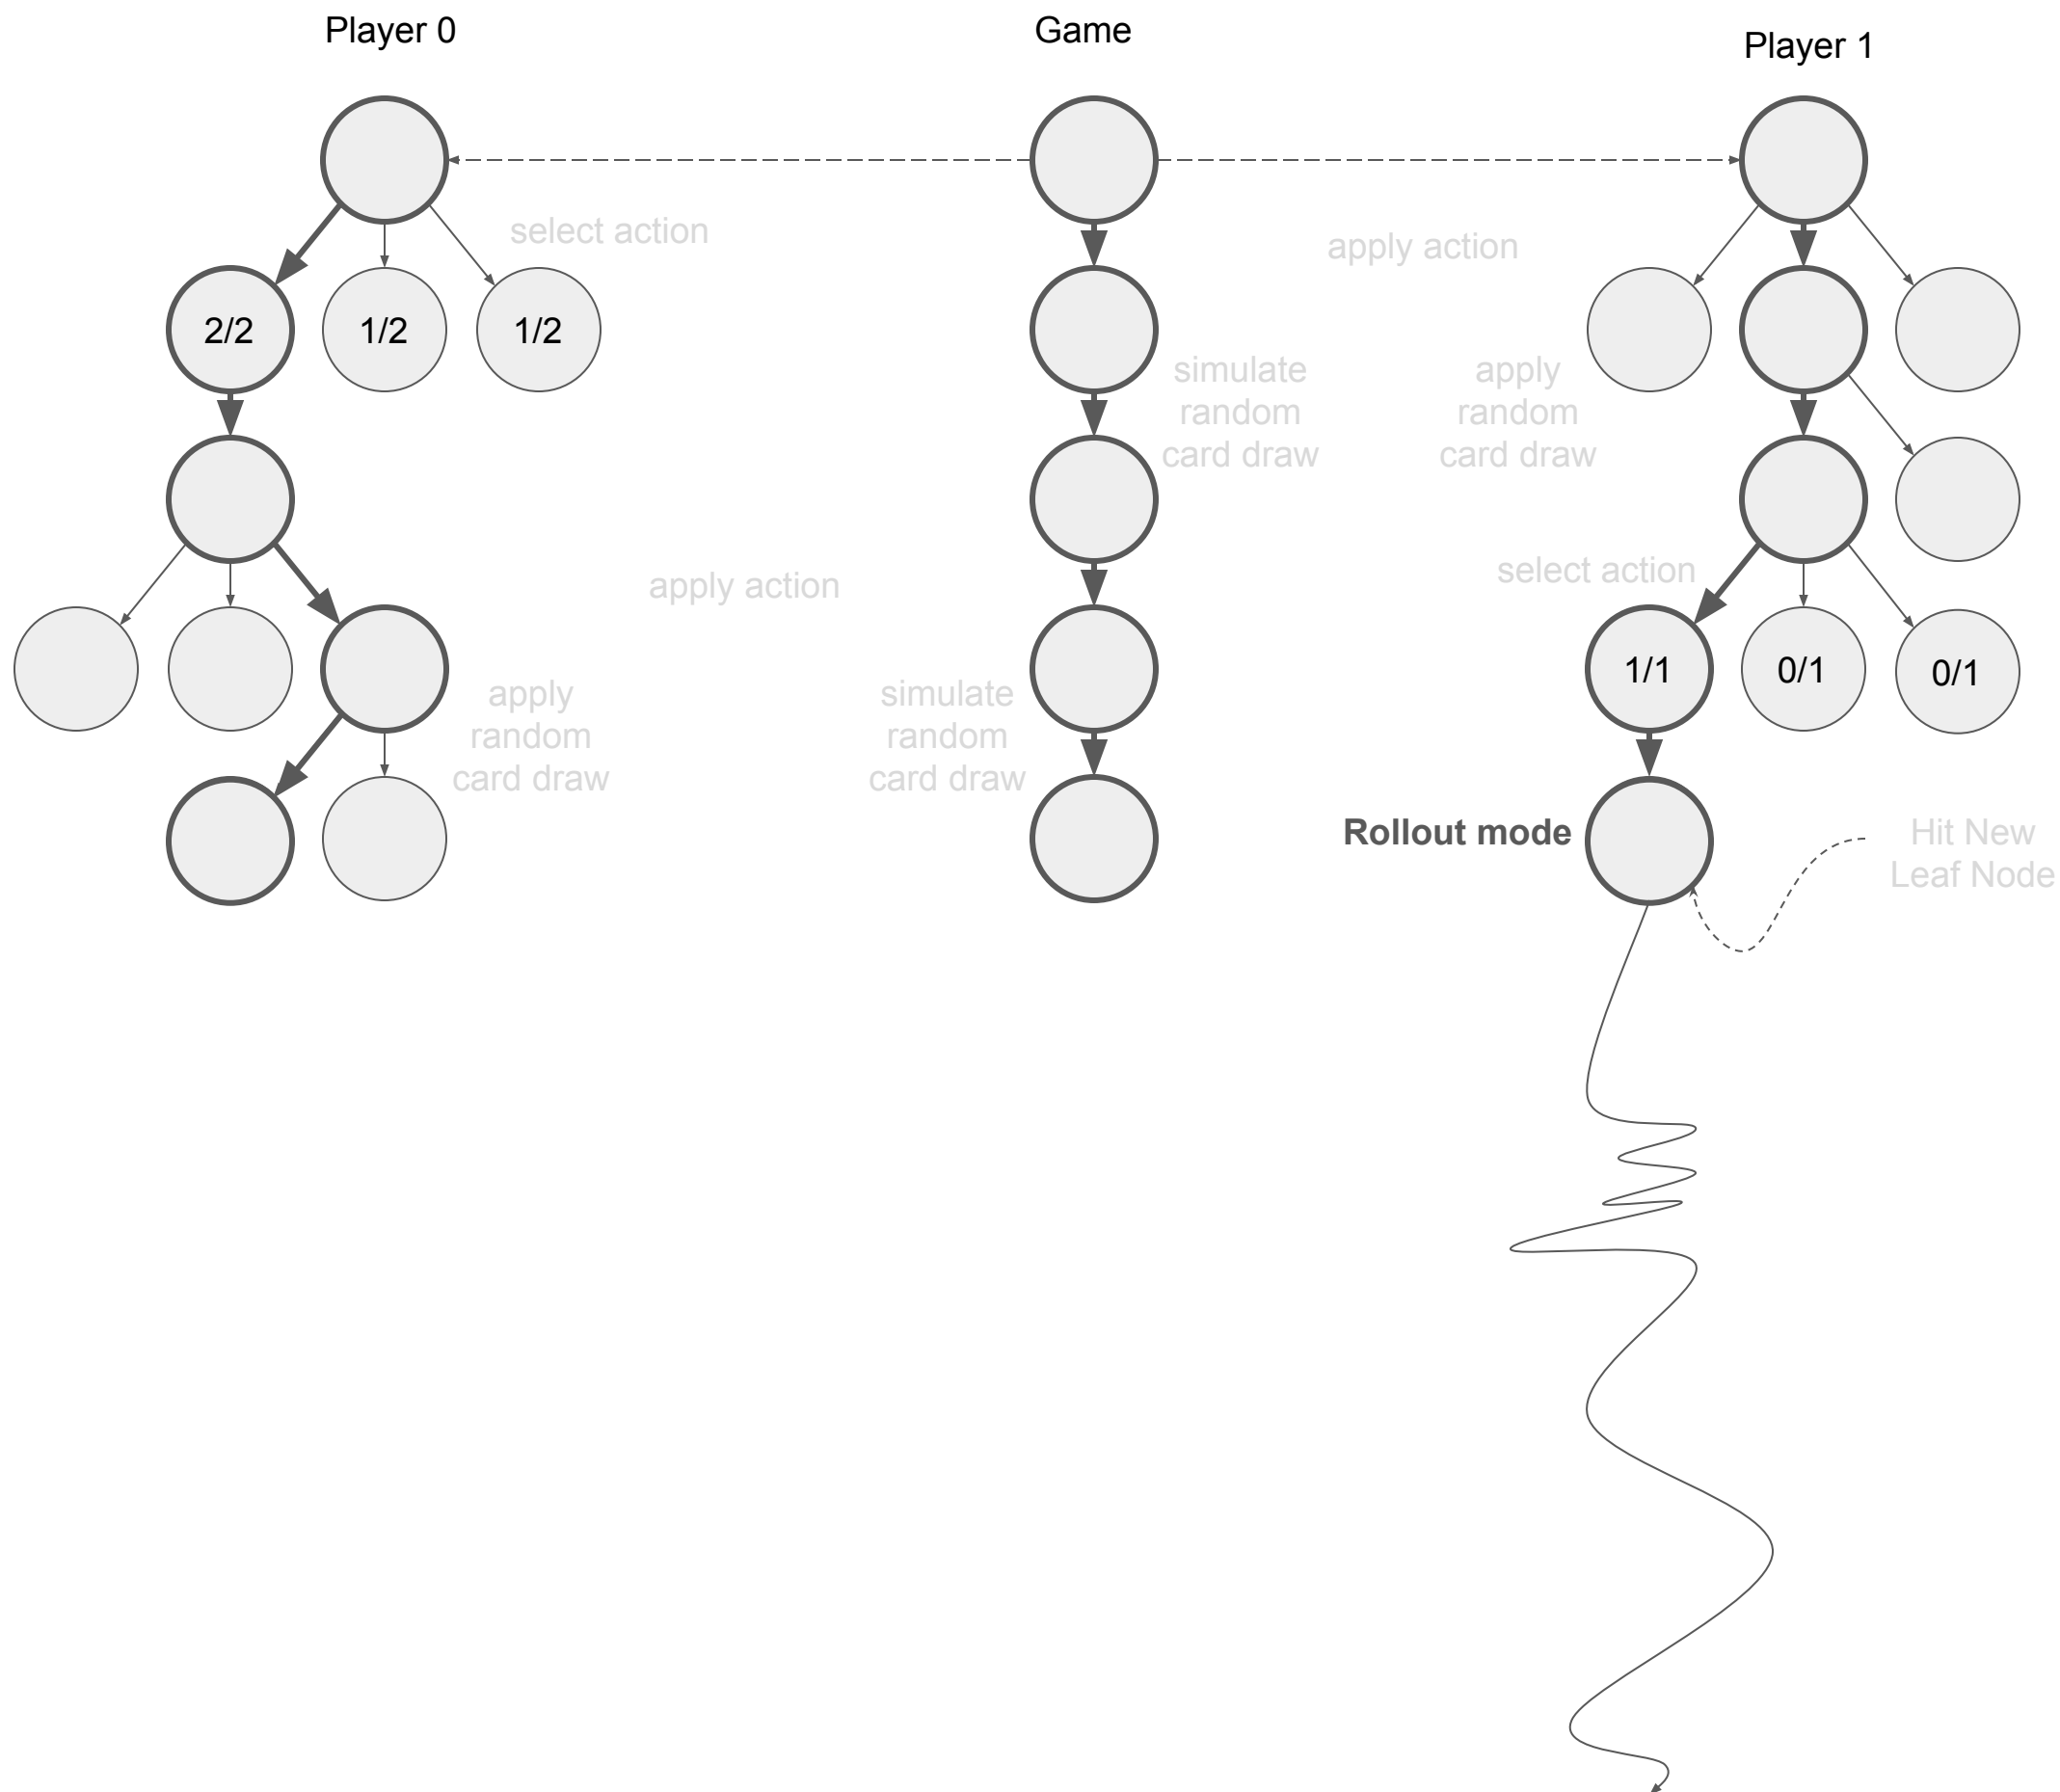 Player 0
Game
Player 1
select action
apply action
2/2
1/2
1/2
simulate
random
card draw
apply
random
card draw
apply action
select action
1/1
0/1
0/1
apply
random
card draw
simulate
random
card draw
Rollout mode
Hit New
Leaf Node